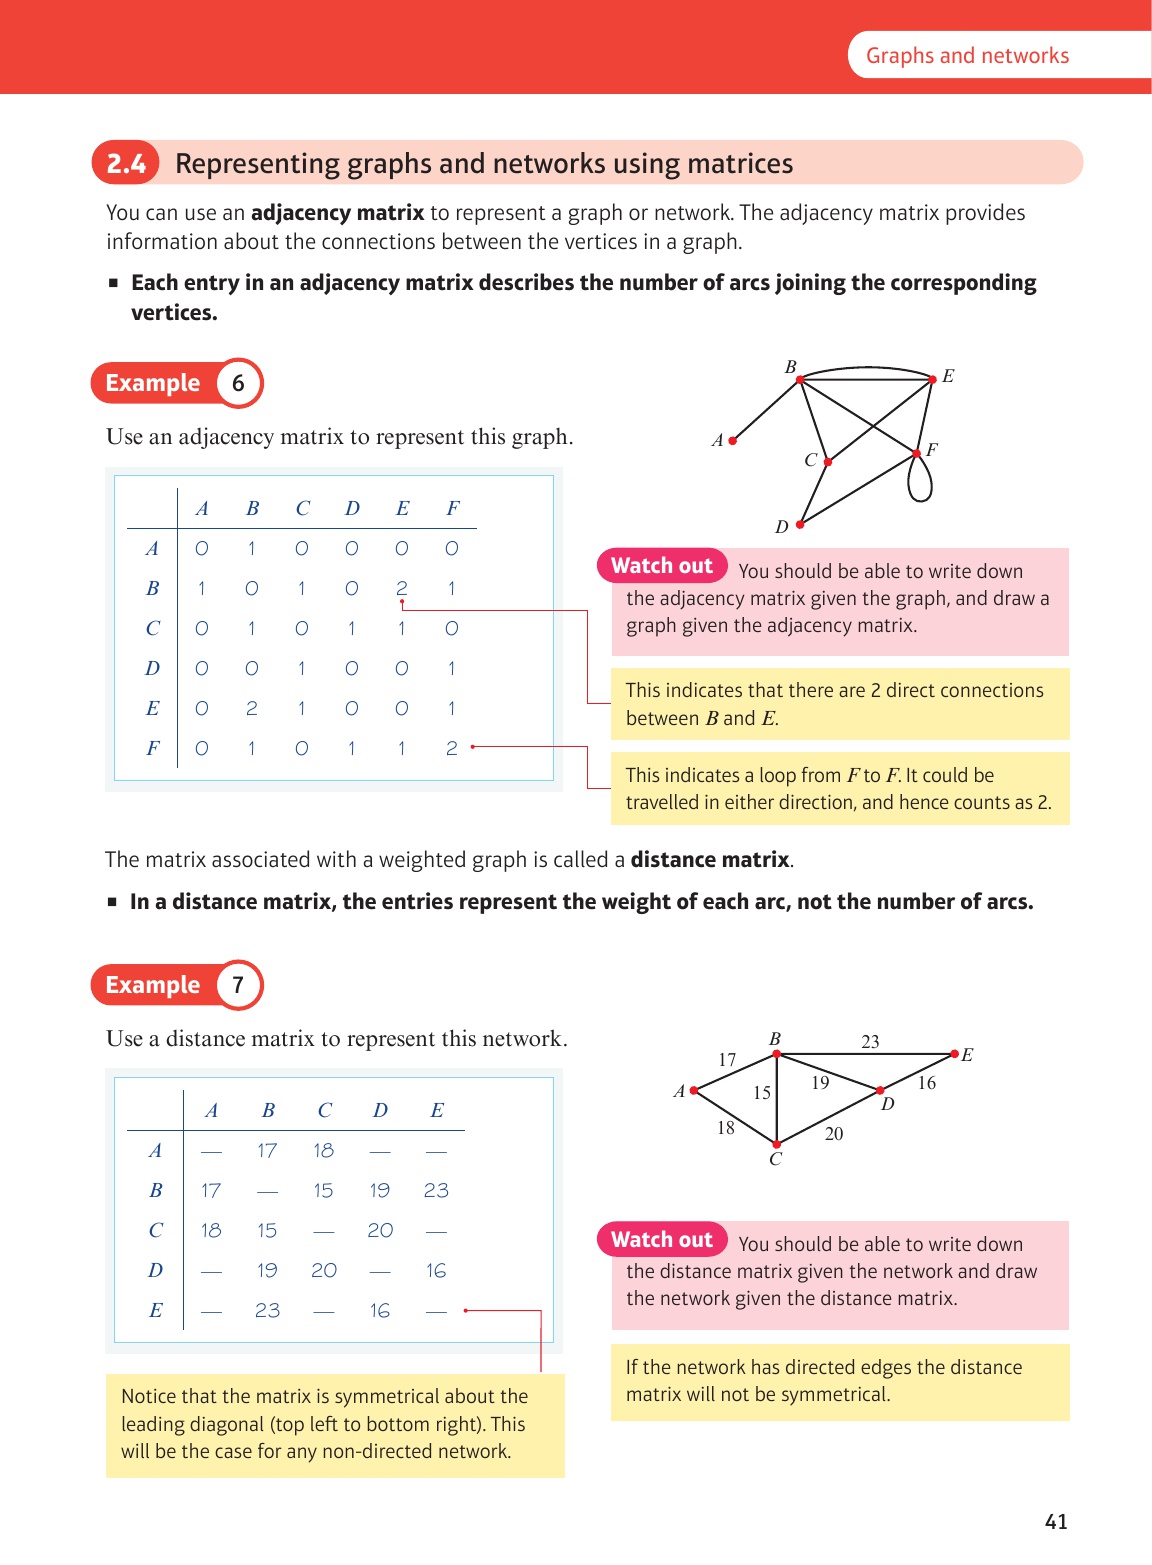 Graphs and networks
2.4 Representing graphs and networks using matrices
You can use an adjacency matrix to represent a graph or network. The adjacency matrix provides
information about the connections between the vertices in a graph.
■ Each entry in an adjacency matrix describes the number of arcs joining the corresponding
vertices.
Example 6
Use an adjacency matrix to represent this graph.
A B C D E F
A 0 1 0 0 0 0
B 1 0 1 0 2 1
C 0 1 0 1 1 0
D 0 0 1 0 0 1
E 0 2 1 0 0 1
F 0 1 0 1 1 2
B
E
A
C
F
D
Watch out You should be able to write down
the adjacency matrix given the graph, and draw a
graph given the adjacency matrix.
This indicates that there are 2 direct connections
between B and E.
This indicates a loop from F to F. It could be
travelled in either direction, and hence counts as 2.
The matrix associated with a weighted graph is called a distance matrix.
■ In a distance matrix, the entries represent the weight of each arc, not the number of arcs.
Example 7
Use a distance matrix to represent this network.
A B C D E
A — 17 18 — —
B 17 — 15 19 23
C 18 15 — 20 —
D — 19 20 — 16
E — 23 — 16 —
B
23
E
17
A
15
19
16
D
18
20
C
Watch out You should be able to write down
the distance matrix given the network and draw
the network given the distance matrix.
If the network has directed edges the distance
matrix will not be symmetrical.
Notice that the matrix is symmetrical about the
leading diagonal (top left to bottom right). This
will be the case for any non-directed network.
41